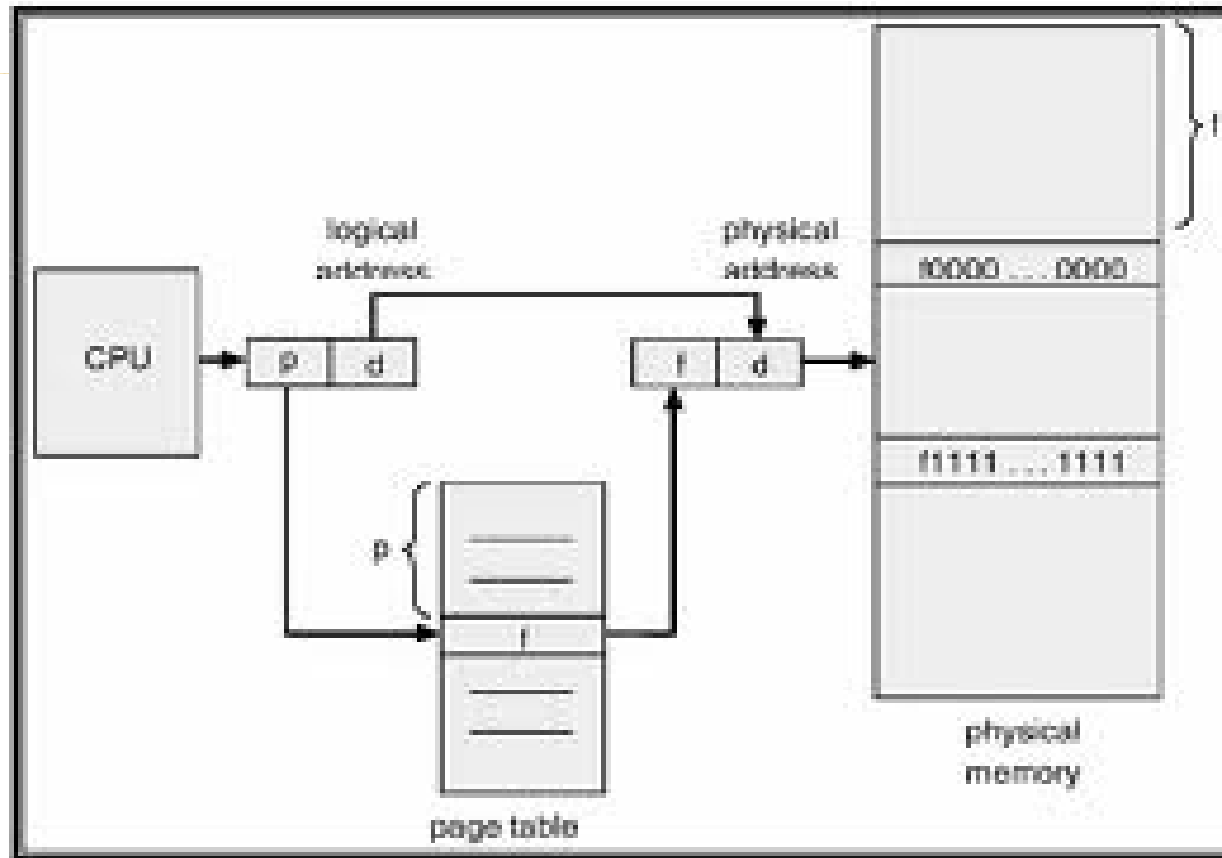 logical
address
physical
address
CPU
p
d
f
d
f
f0000 . . . 0000
f1111 . . . 1111
p
f
page table
physical
memory